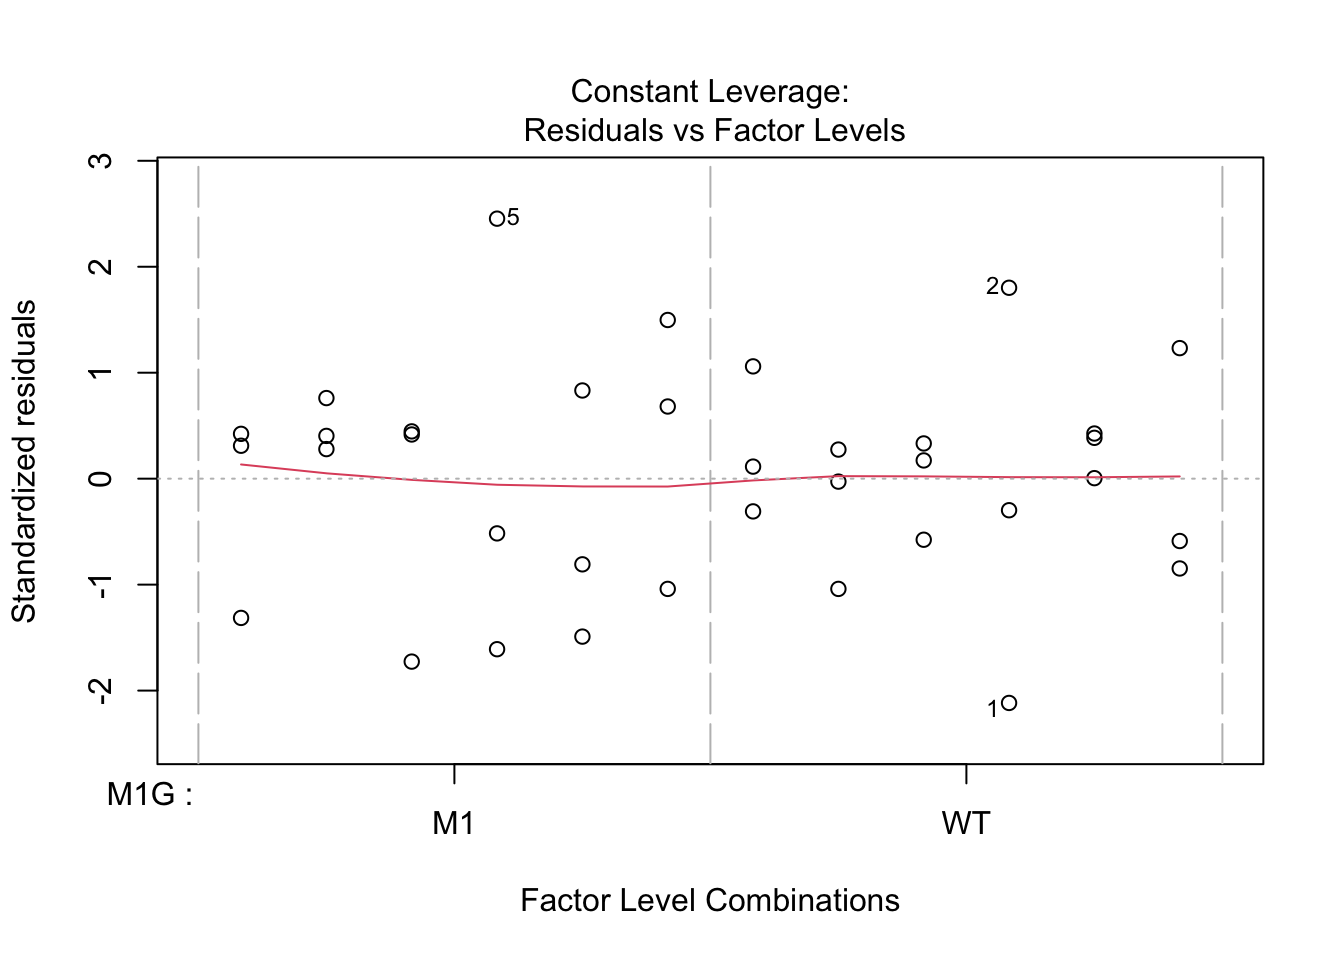 Constant Leverage:
Residuals vs Factor Levels
Standardized residuals
3
2
1
0
-1
-2
5
2
1
M1G :
M1
WT
Factor Level Combinations